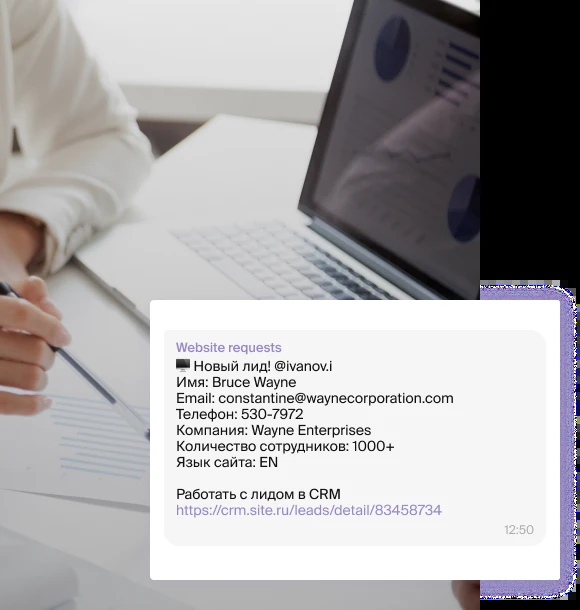 Website requests
🖥️ Новый лид! @ivanov.i
Имя: Bruce Wayne
Email: constantine@waynecorporation.com
Телефон: 530-7972
Компания: Wayne Enterprises
Количество сотрудников: 1000+
Язык сайта: EN
Работать с лидом в CRM
https://crm.site.ru/leads/detail/83458734
12:50